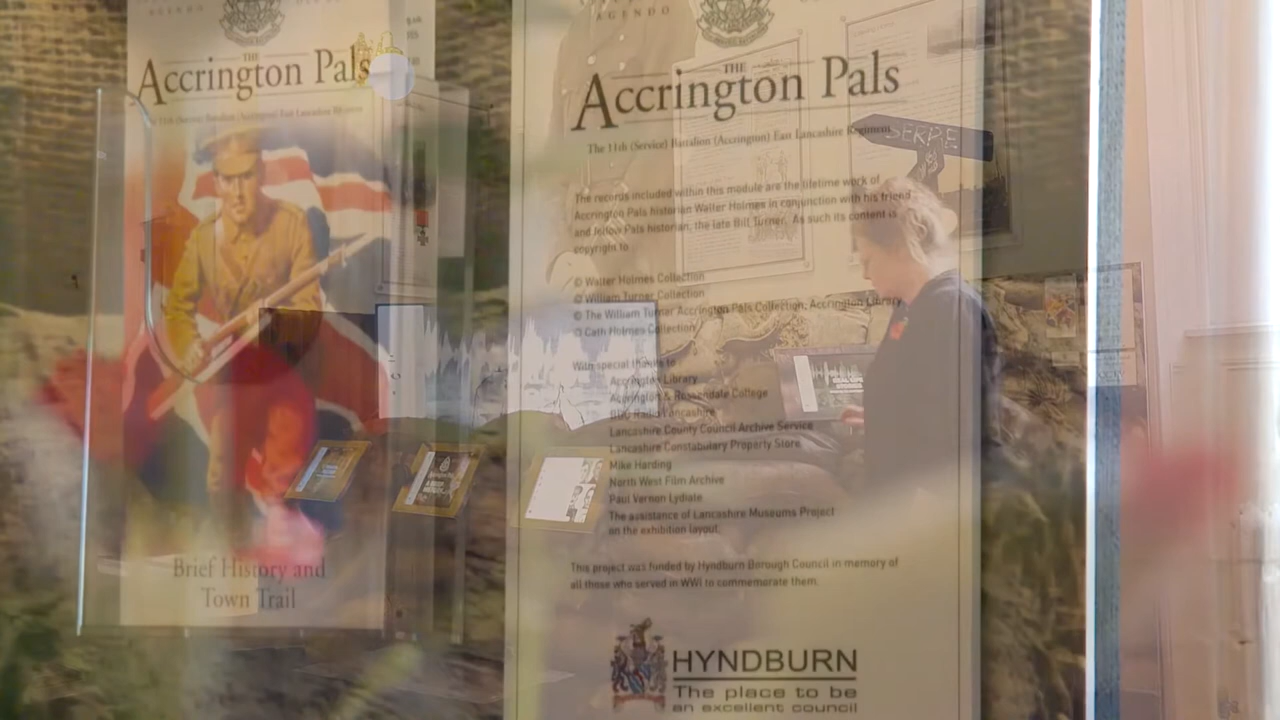 AGENDO
THE
Accrington Pals
Brief History and
Town Trail
AGENDO
THE
Accrington Pals
The 11th (Service) Battalion (Accrington) East Lancashire Regiment
The records included within this module are the lifetime work of
Accrington Pals historian Walter Holmes in conjunction with his friend
and fellow Pals historian, the late Bill Turner. As such its content is
copyright to
© Walter Holmes Collection
© William Turner Collection
© The William Turner Accrington Pals Collection, Accrington Library
© Cath Holmes Collection
With special thanks to
Accrington Library
Accrington & Rossendale College
BBC Radio Lancashire
Lancashire County Council Archive Service
Lancashire Constabulary Property Store
Mike Harding
North West Film Archive
Paul Vernon Lydiate
The assistance of Lancashire Museums Project
on the exhibition layout.
This project was funded by Hyndburn Borough Council in memory of
all those who served in WWI to commemorate them.
HYNDBURN
The place to be
an excellent council
SERRE